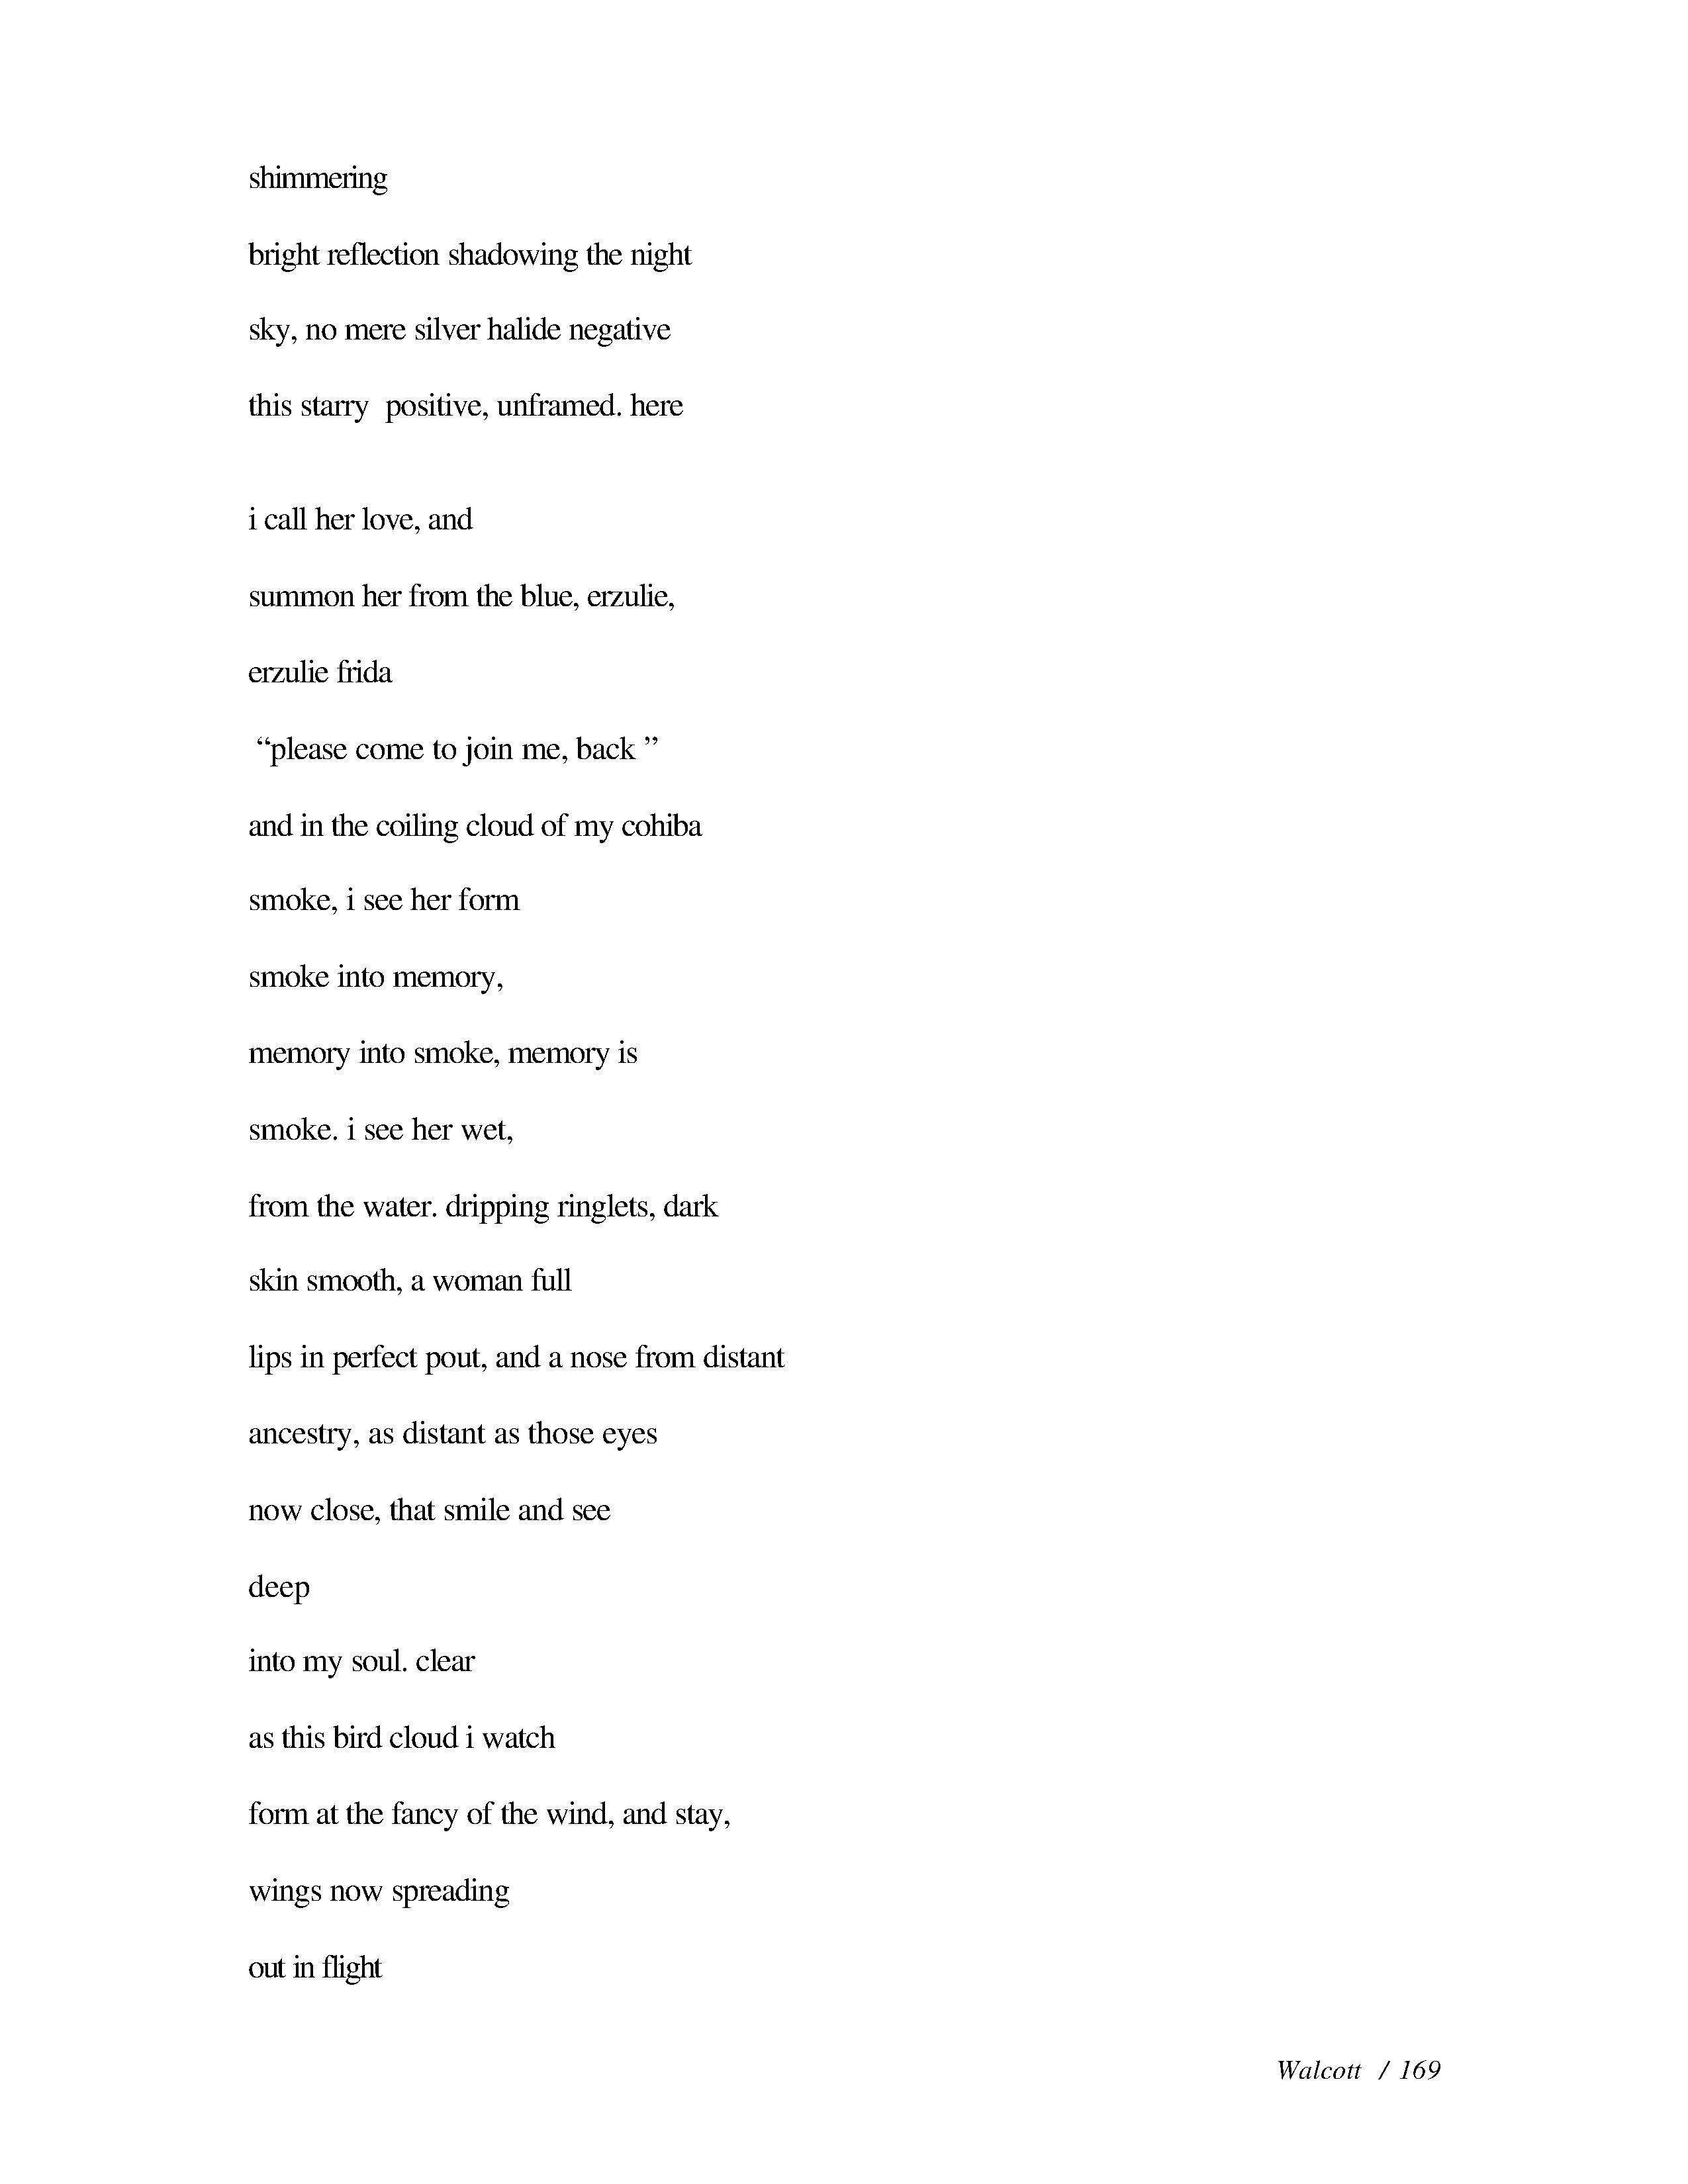 shimmering
bright reflection shadowing the night
sky, no mere silver halide negative
this starry  positive, unframed. here
i call her love, and
summon her from the blue, erzulie,
erzulie frida
“please come to join me, back ”
and in the coiling cloud of my cohiba
smoke, i see her form
smoke into memory,
memory into smoke, memory is
smoke. i see her wet,
from the water. dripping ringlets, dark
skin smooth, a woman full
lips in perfect pout, and a nose from distant
ancestry, as distant as those eyes
now close, that smile and see
deep
into my soul. clear
as this bird cloud i watch
form at the fancy of the wind, and stay,
wings now spreading
out in flight
Walcott  / 169